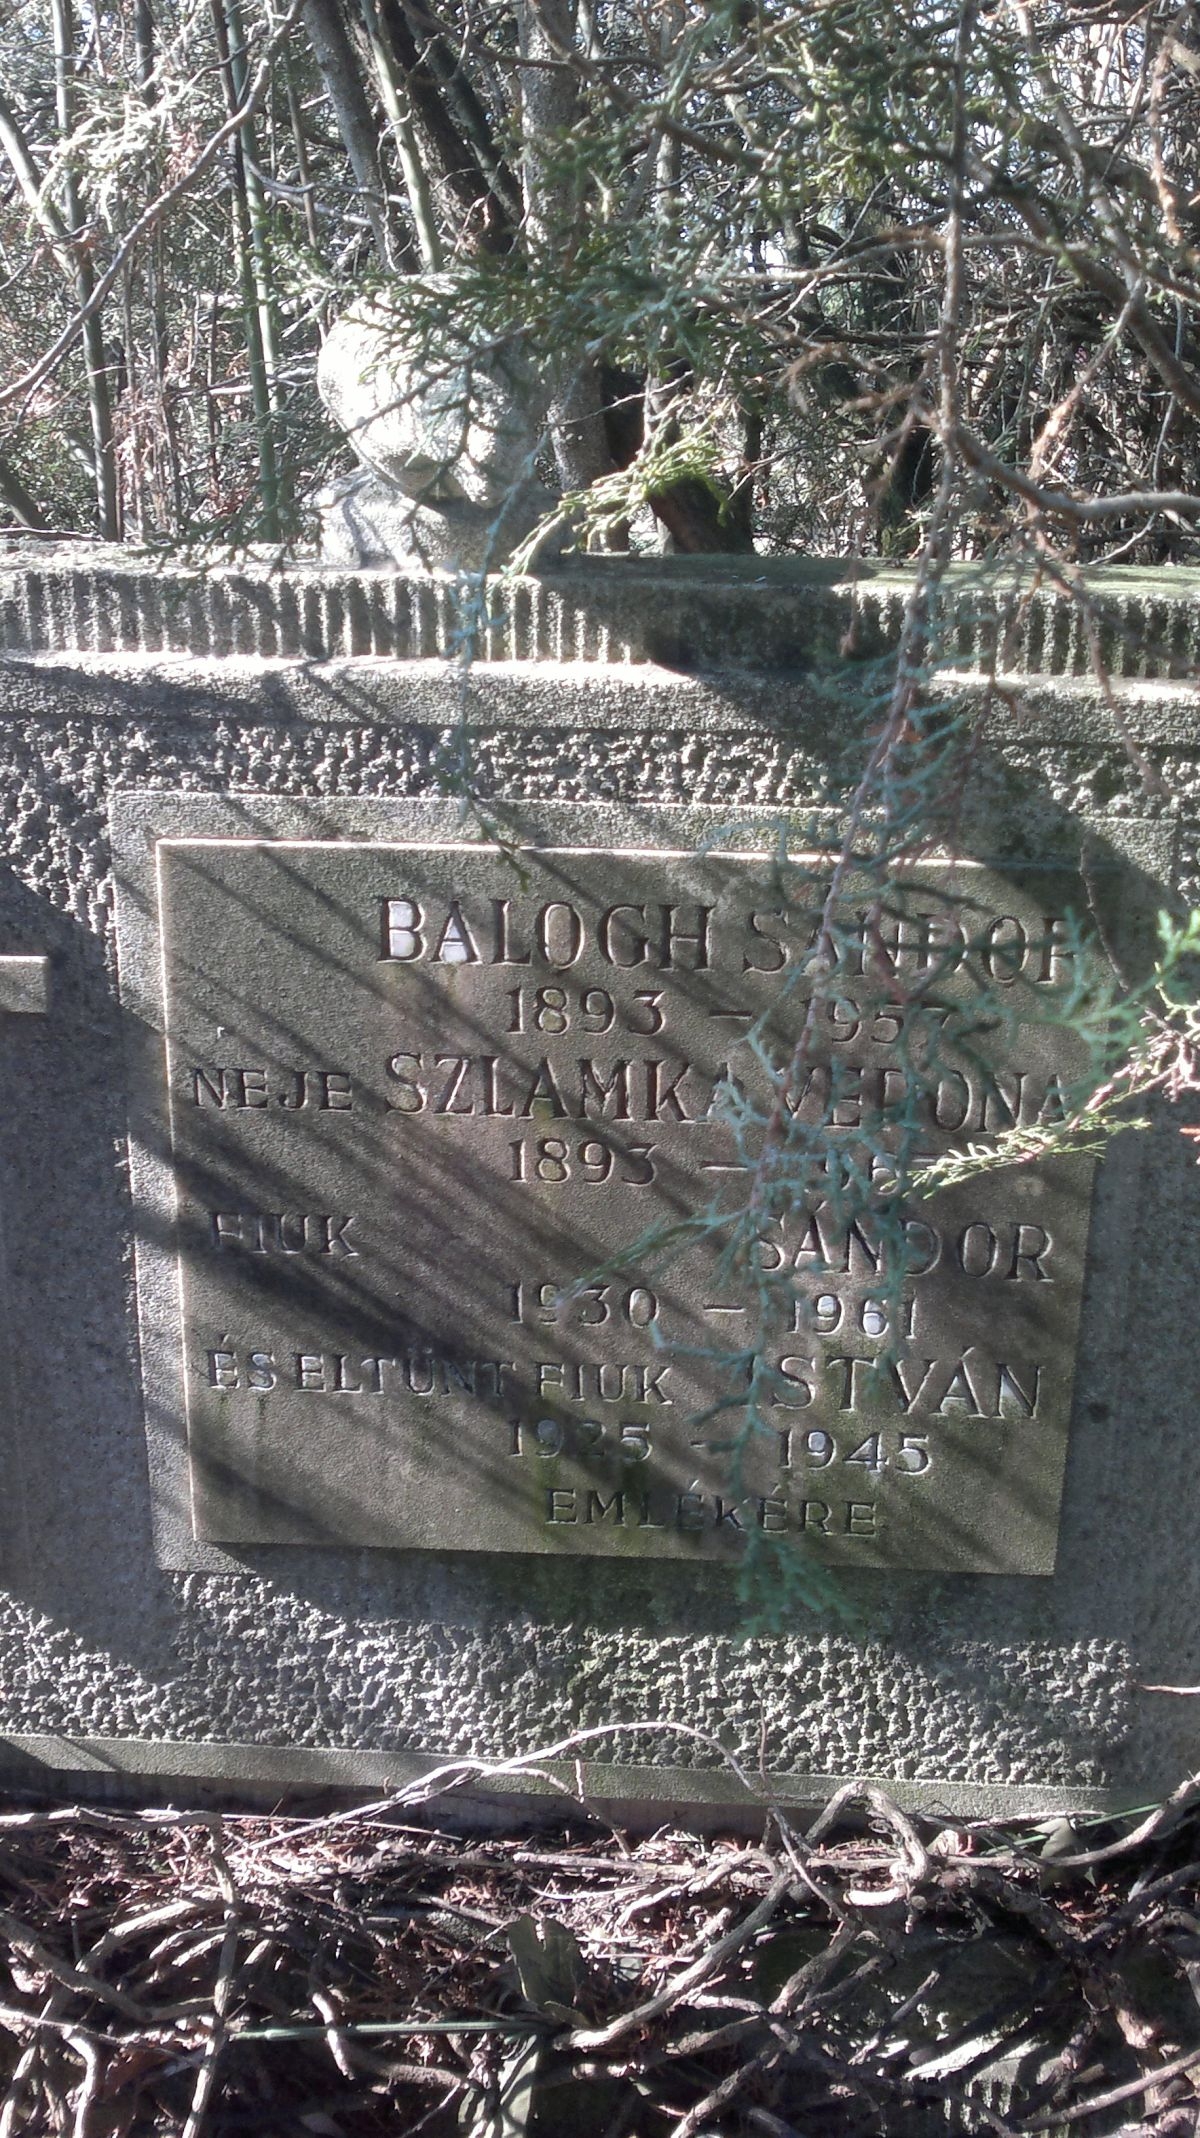 BALOGH SÁNDOR
1893 – 1957
NEJE SZLAMKA VERONA
1893 –
FIUK SÁNDOR
1930 – 1961
ÉS ELTÜNT FIUK ISTVÁN
1925 – 1945
EMLÉKÉRE